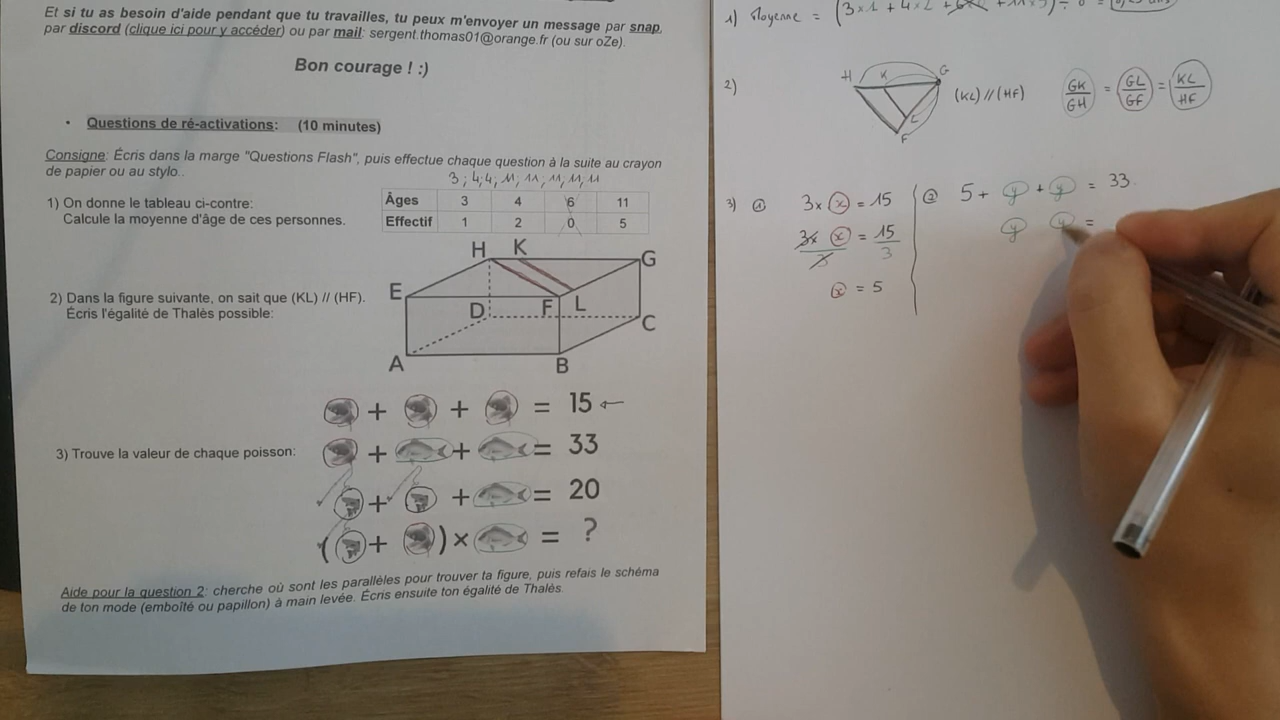 Et si tu as besoin d'aide pendant que tu travailles, tu peux m'envoyer un message par snap,
par discord (clique ici pour y accéder) ou par mail: sergent.thomas01@orange.fr (ou sur oZe).
Bon courage ! :)
• Questions de ré-activations: (10 minutes)
Consigne: Écris dans la marge "Questions Flash", puis effectue chaque question à la suite au crayon
de papier ou au stylo..
3 ; 4;4; 11 ; 11 ; 11, 11, 11
1) On donne le tableau ci-contre:
Calcule la moyenne d'âge de ces personnes.
Âges 3 4 6 11
Effectif 1 2 0 5
2) Dans la figure suivante, on sait que (KL) // (HF).
Écris l'égalité de Thalès possible:
H K
G
E
D F L
C
A B
+ + = 15 ←
3) Trouve la valeur de chaque poisson:
+ + = 33
+ + = 20
( + ) × = ?
Aide pour la question 2: cherche où sont les parallèles pour trouver ta figure, puis refais le schéma
de ton mode (emboîté ou papillon) à main levée. Écris ensuite ton égalité de Thalès.
1) Moyenne = (3×1 + 4×2
2) H K G
L
F
(KL) // (HF)
GK/GH = GL/GF = KL/HF
3) ① 3× x = 15
3× x / 3 = 15/3
x = 5
② 5 + y + y = 33
y y =